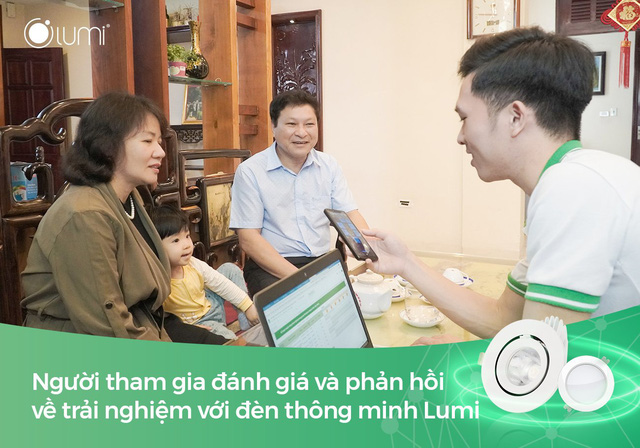 Lumi
Người tham gia đánh giá và phản hồi
về trải nghiệm với đèn thông minh Lumi